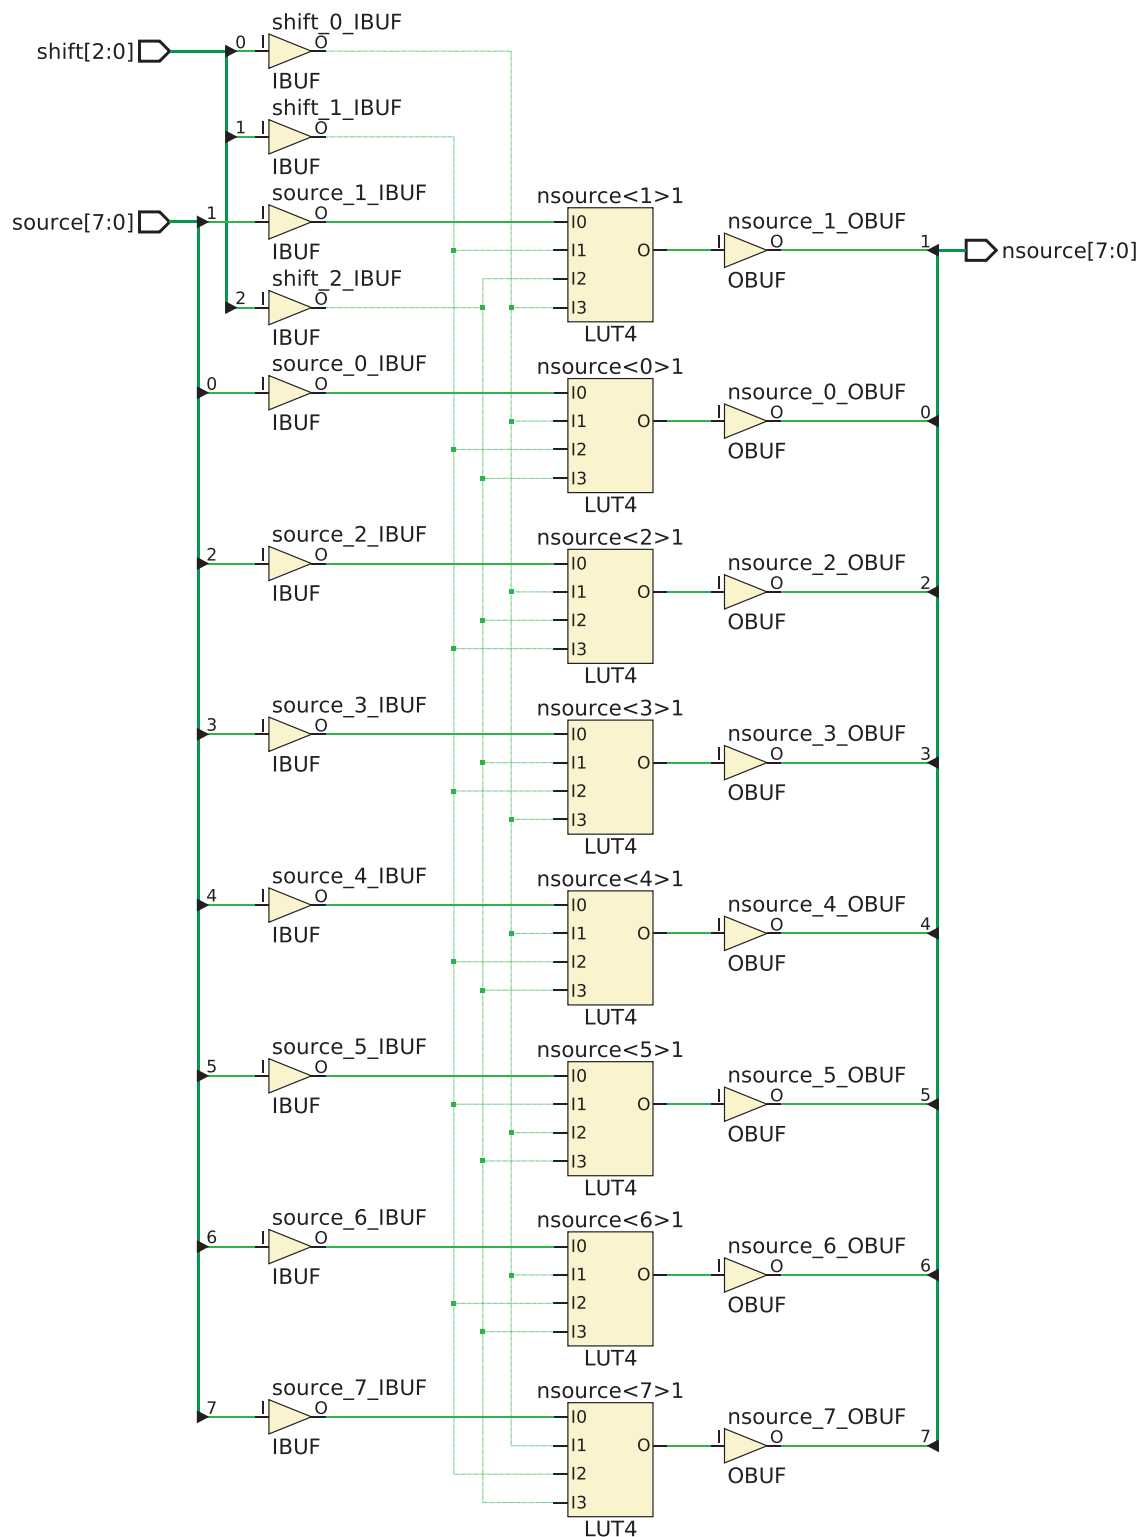 shift_0_IBUF
shift[2:0]
0
I
O
IBUF
shift_1_IBUF
1
I
O
IBUF
source_1_IBUF
nsource<1>1
source[7:0]
1
I
O
I0
nsource_1_OBUF
IBUF
I1
O
I
O
1
nsource[7:0]
shift_2_IBUF
I2
OBUF
2
I
O
I3
IBUF
LUT4
source_0_IBUF
nsource<0>1
0
I
O
I0
nsource_0_OBUF
IBUF
I1
O
I
O
0
I2
OBUF
I3
LUT4
source_2_IBUF
nsource<2>1
2
I
O
I0
nsource_2_OBUF
IBUF
I1
O
I
O
2
I2
OBUF
I3
LUT4
source_3_IBUF
nsource<3>1
3
I
O
I0
nsource_3_OBUF
IBUF
I1
O
I
O
3
I2
OBUF
I3
LUT4
source_4_IBUF
nsource<4>1
4
I
O
I0
nsource_4_OBUF
IBUF
I1
O
I
O
4
I2
OBUF
I3
LUT4
source_5_IBUF
nsource<5>1
5
I
O
I0
nsource_5_OBUF
IBUF
I1
O
I
O
5
I2
OBUF
I3
LUT4
source_6_IBUF
nsource<6>1
6
I
O
I0
nsource_6_OBUF
IBUF
I1
O
I
O
6
I2
OBUF
I3
LUT4
source_7_IBUF
nsource<7>1
7
I
O
I0
nsource_7_OBUF
IBUF
I1
O
I
O
7
I2
OBUF
I3
LUT4